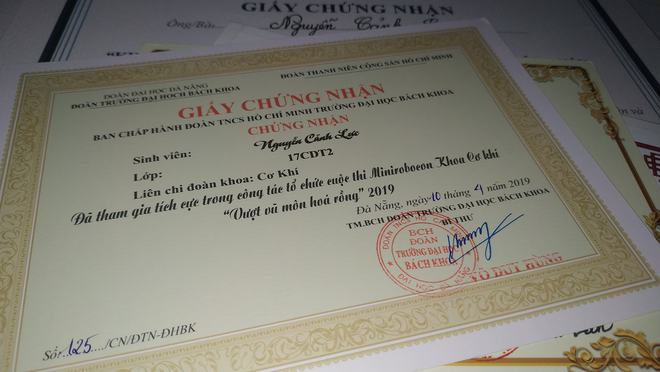 GIẤY CHỨNG NHẬN
Ông/Bà:
Nguyễn Cảnh
ĐOÀN ĐẠI HỌC ĐÀ NẴNG
ĐOÀN TRƯỜNG ĐẠI HOCH BÁCH KHOA
ĐOÀN THANH NIÊN CỘNG SẢN HỒ CHÍ MINH
GIẤY CHỨNG NHẬN
BAN CHẤP HÀNH ĐOÀN TNCS HỒ CHÍ MINH TRƯỜNG ĐẠI HỌC BÁCH KHOA
CHỨNG NHẬN
Sinh viên: Nguyễn Cảnh Lực
Lớp: 17CDT2
Liên chi đoàn khoa: Cơ Khí
Đã tham gia tích cực trong công tác tổ chức cuộc thi Minirobocon Khoa Cơ khí
“Vượt vũ môn hoá rồng” 2019
Đà Nẵng, ngày 10 tháng 4 năm 2019
TM.BCH ĐOÀN TRƯỜNG ĐẠI HỌC BÁCH KHOA
BÍ THƯ
BCH
ĐOÀN
TRƯỜNG ĐẠI HỌC
BÁCH KHOA
VÕ DUY HÙNG
Số: 125 /CN/ĐTN-ĐHBK